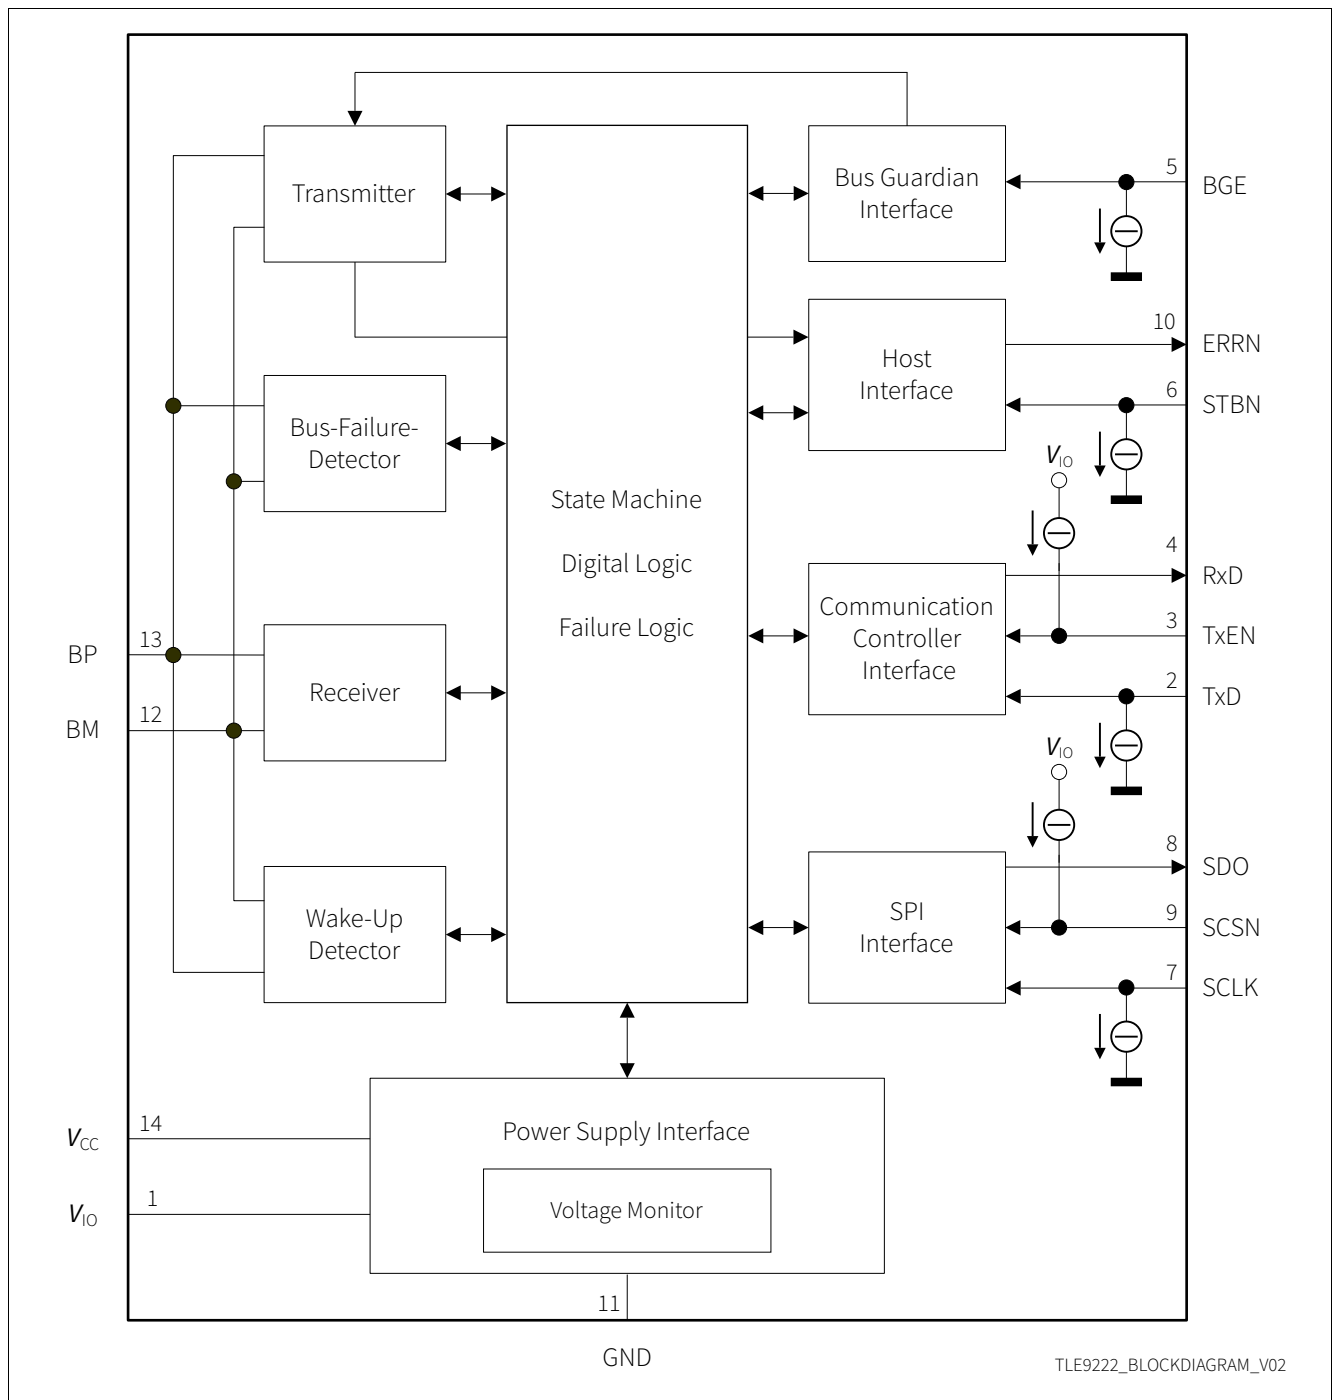 Transmitter
Bus Guardian
Interface
5
BGE
10
ERRN
Host
Interface
6
STBN
Bus-Failure-
Detector
VIO
State Machine
Digital Logic
Failure Logic
4
RxD
Communication
Controller
Interface
3
TxEN
2
TxD
BP
13
Receiver
BM
12
VIO
8
SDO
SPI
Interface
9
SCSN
Wake-Up
Detector
7
SCLK
VCC
14
Power Supply Interface
VIO
1
Voltage Monitor
11
GND
TLE9222_BLOCKDIAGRAM_V02